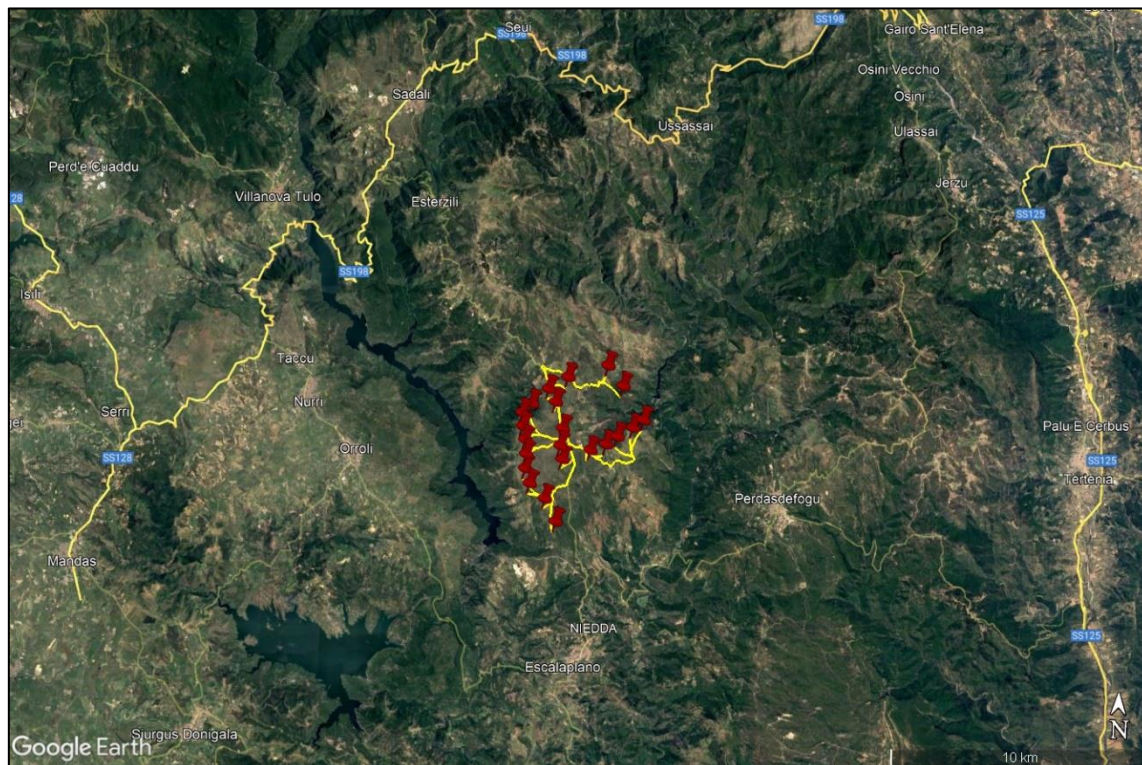 Seui
SS198
SS198
SS198
Gairo Sant'Elena
Osini Vecchio
Sadali
Osini
Ussassai
Ulassai
Perd'e Cuaddu
Jerzu
Villanova Tulo
Esterzili
28
SS125
SS198
Isili
Taccu
Nurri
Serri
Palu E Cerbus
Orroli
SS128
SS125
Tertenia
Perdasdefogu
Mandas
NIEDDA
SS125
Escalaplano
Siurgus Donigala
N
Google Earth
10 km